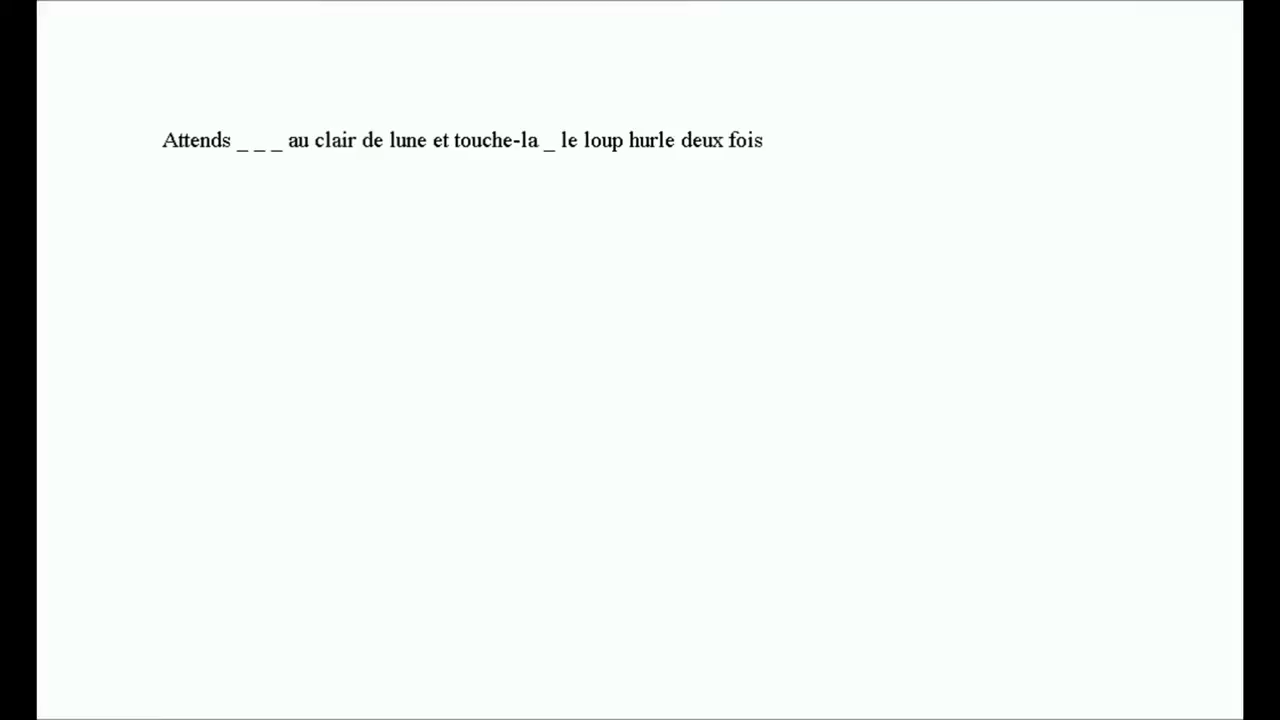 Attends _ _ _ au clair de lune et touche-la _ le loup hurle deux fois